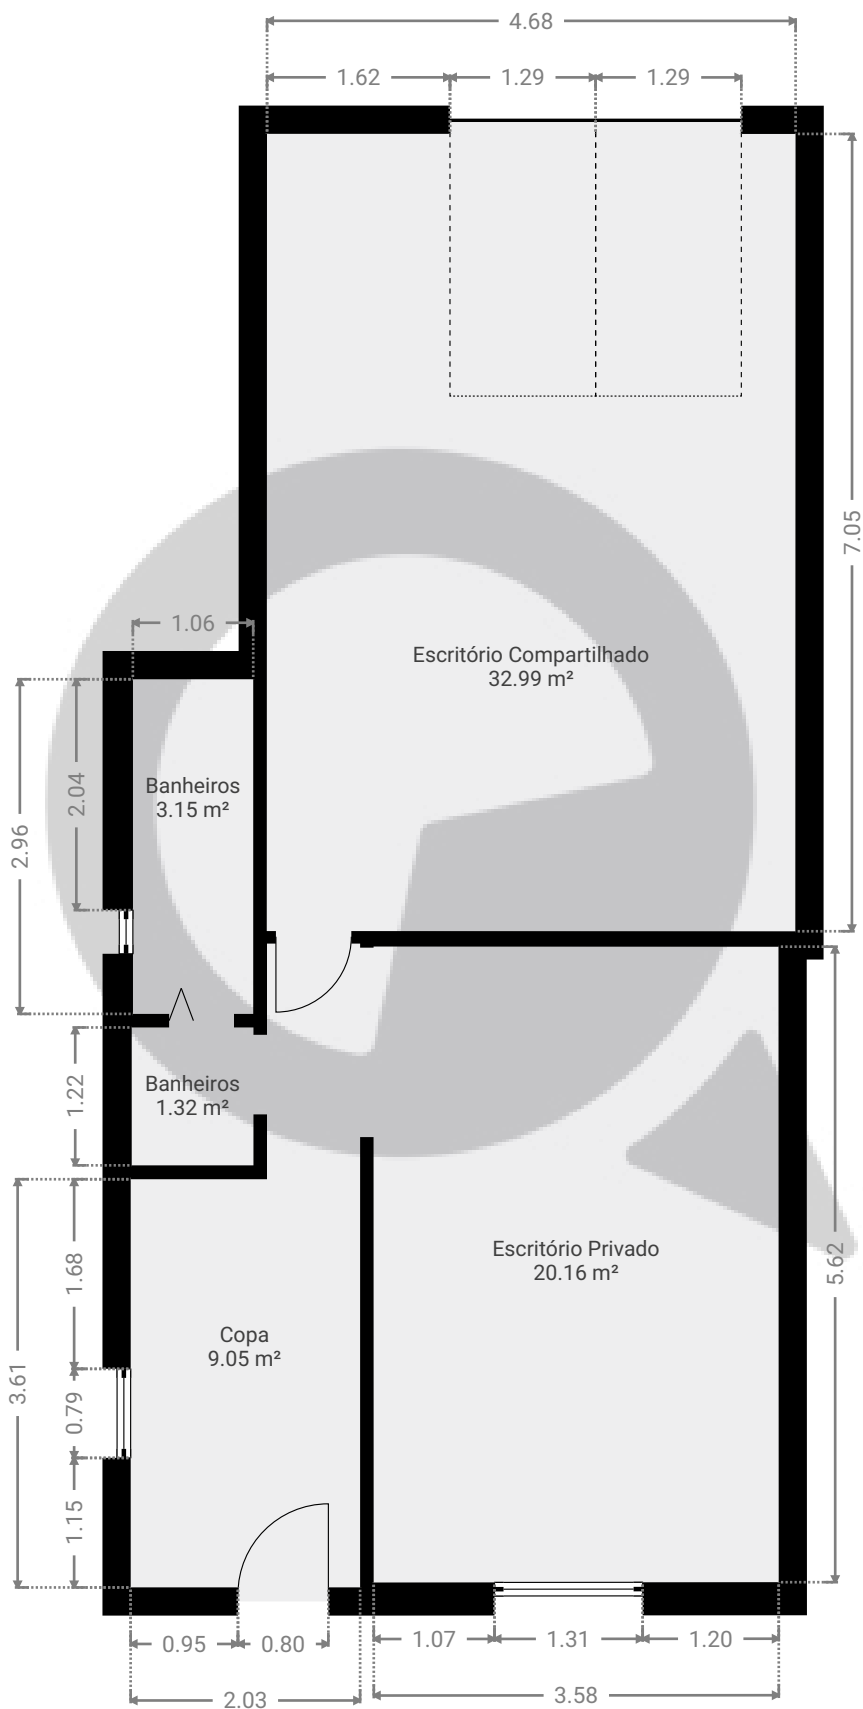 4.68
1.62
1.29
1.29
7.05
1.06
Escritório Compartilhado
32.99 m²
2.04
2.96
Banheiros
3.15 m²
1.22
Banheiros
1.32 m²
5.62
Escritório Privado
20.16 m²
1.68
Copa
9.05 m²
3.61
0.79
1.15
0.95
0.80
1.07
1.31
1.20
2.03
3.58